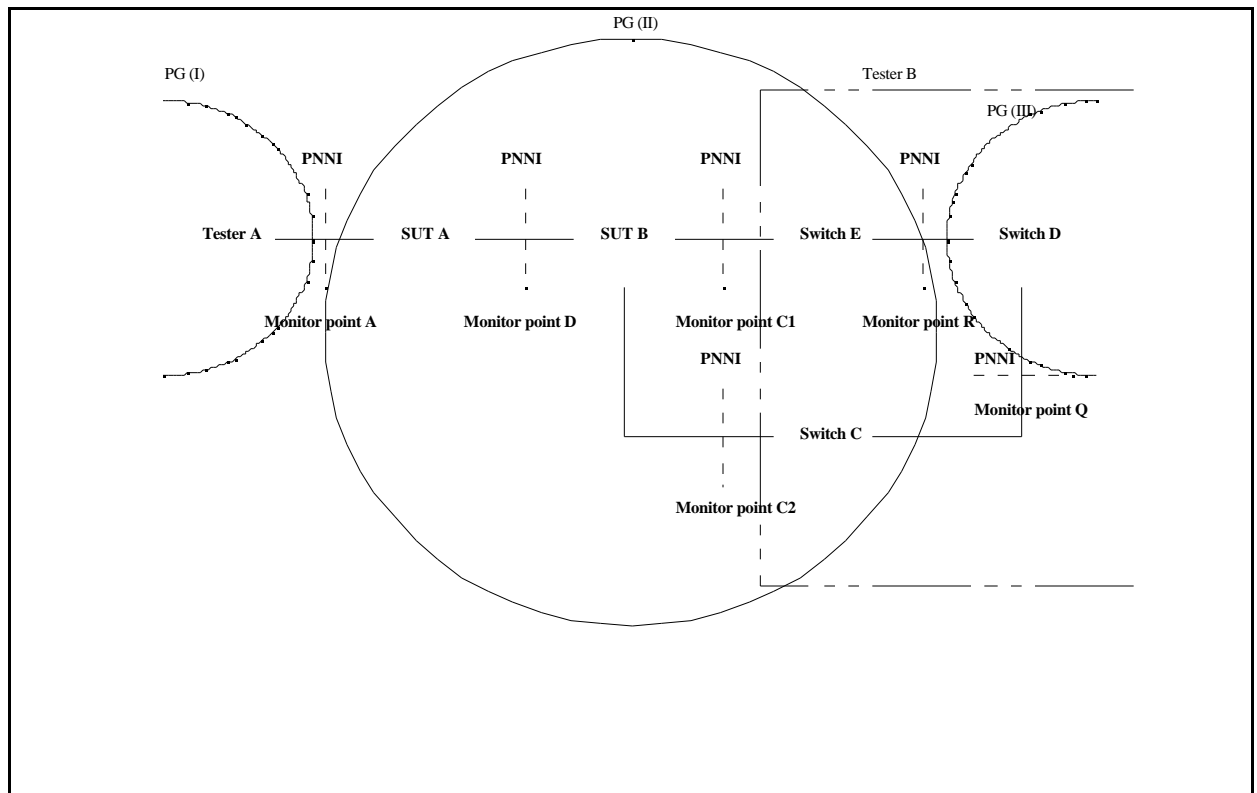 PG (II)
PG (I)
Tester B
PG (III)
PNNI
PNNI
PNNI
PNNI
Tester A
SUT A
SUT B
Switch E
Switch D
Monitor point A
Monitor point D
Monitor point C1
Monitor point R
PNNI
PNNI
Monitor point Q
Switch C
Monitor point C2